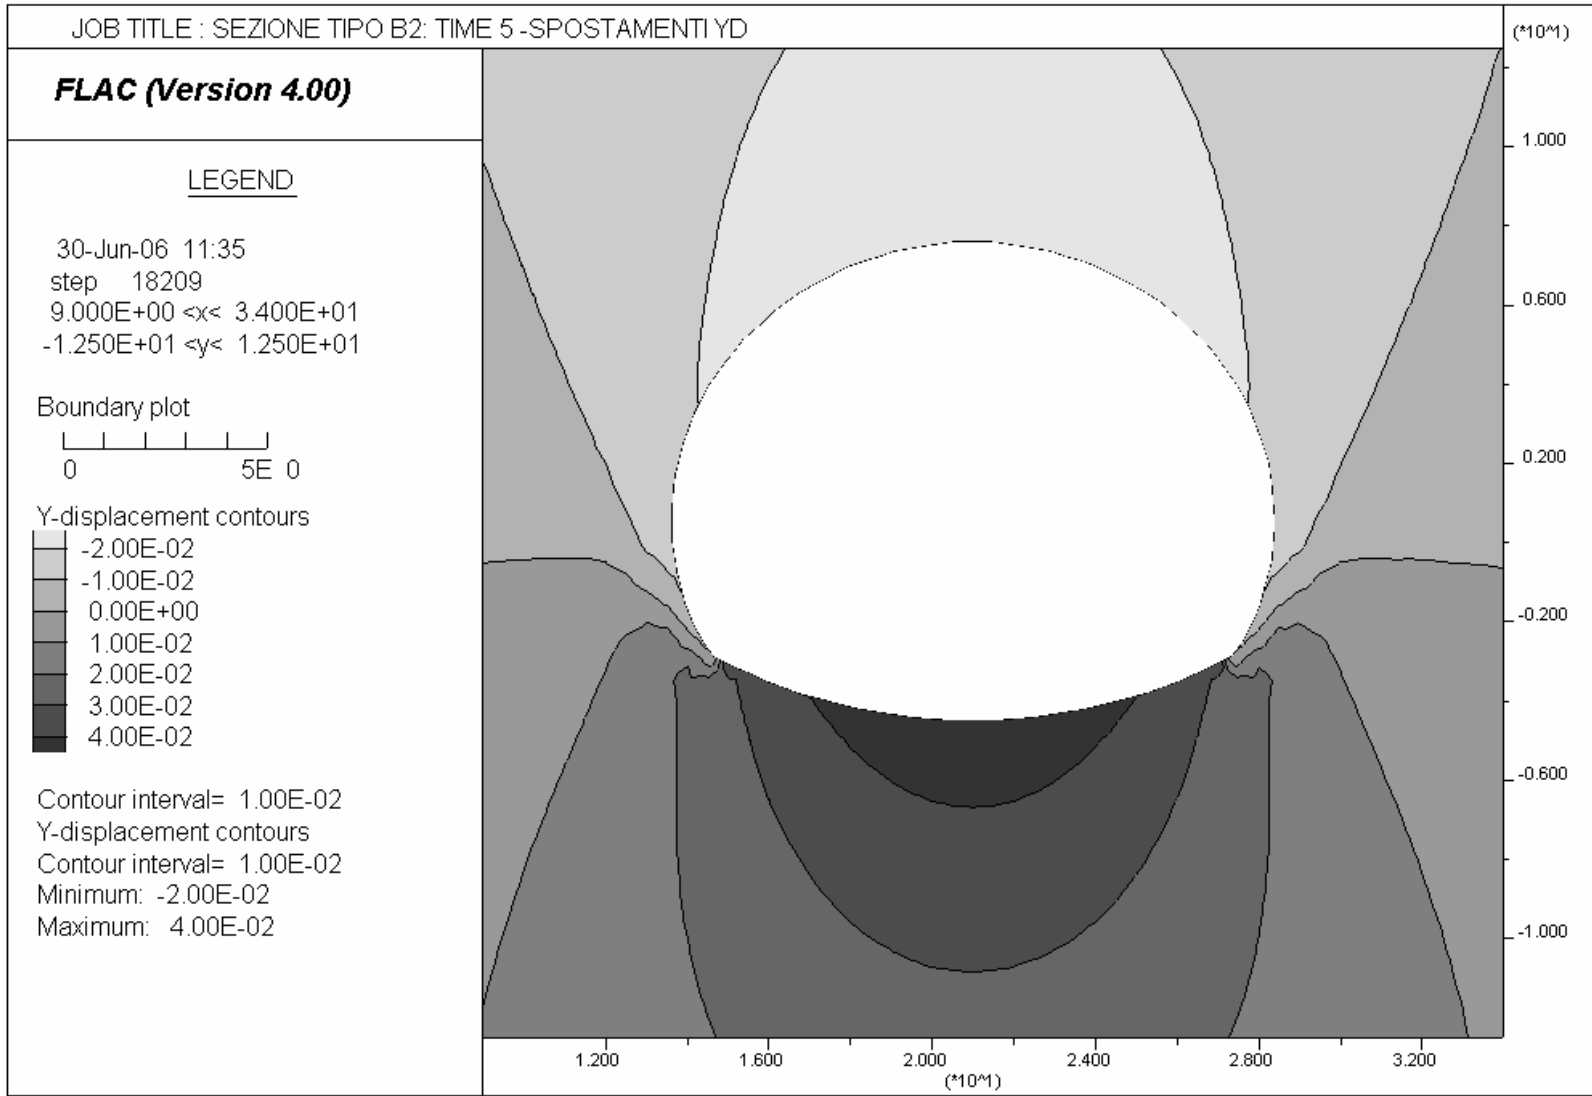 JOB TITLE : SEZIONE TIPO B2: TIME 5 -SPOSTAMENTI YD
(*10^1)
FLAC (Version 4.00)
LEGEND
30-Jun-06 11:35
step 18209
9.000E+00 <x< 3.400E+01
-1.250E+01 <y< 1.250E+01
Boundary plot
0 5E 0
Y-displacement contours
-2.00E-02
-1.00E-02
0.00E+00
1.00E-02
2.00E-02
3.00E-02
4.00E-02
Contour interval= 1.00E-02
Y-displacement contours
Contour interval= 1.00E-02
Minimum: -2.00E-02
Maximum: 4.00E-02
1.000
0.600
0.200
-0.200
-0.600
-1.000
1.200 1.600 2.000 2.400 2.800 3.200
(*10^1)